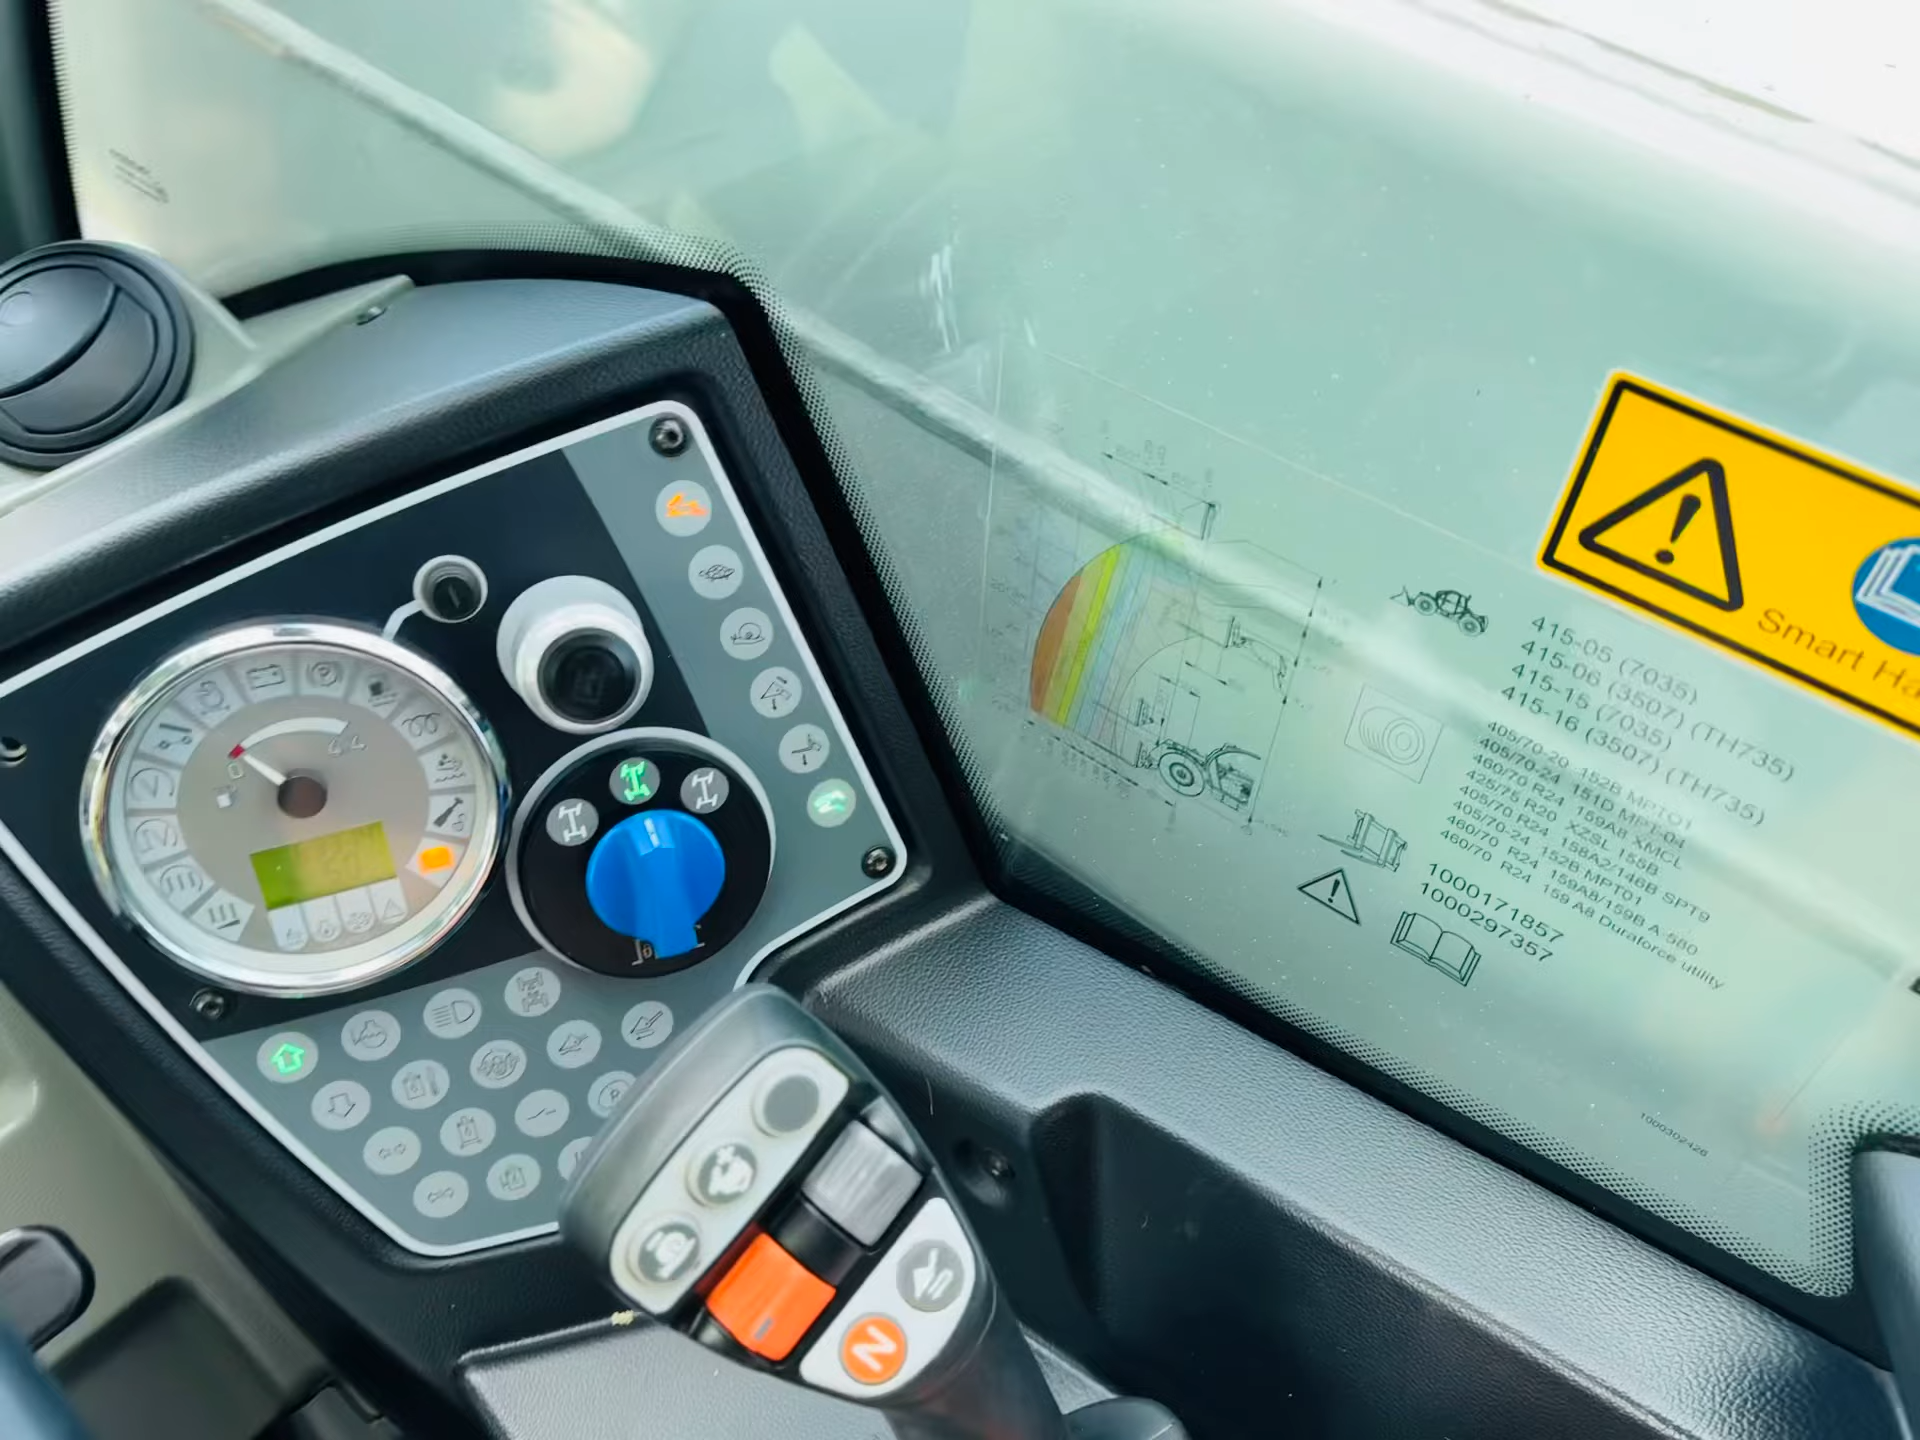 Smart Ha
415-05 (7035)
415-06 (3507) (TH735)
415-15 (7035)
415-16 (3507) (TH735)
405/70-20 152B MPT01
405/70-24 151D MPT-04
460/70 R24 159A8 XMCL
425/75 R20 XZSL 155B
405/70 R24 158A2/146B SPT9
405/70-24 152B MPT01
460/70 R24 159A8/159B A 580
460/70 R24 159 A8 Duraforce utility
1000171857
1000297357
1000302426
N